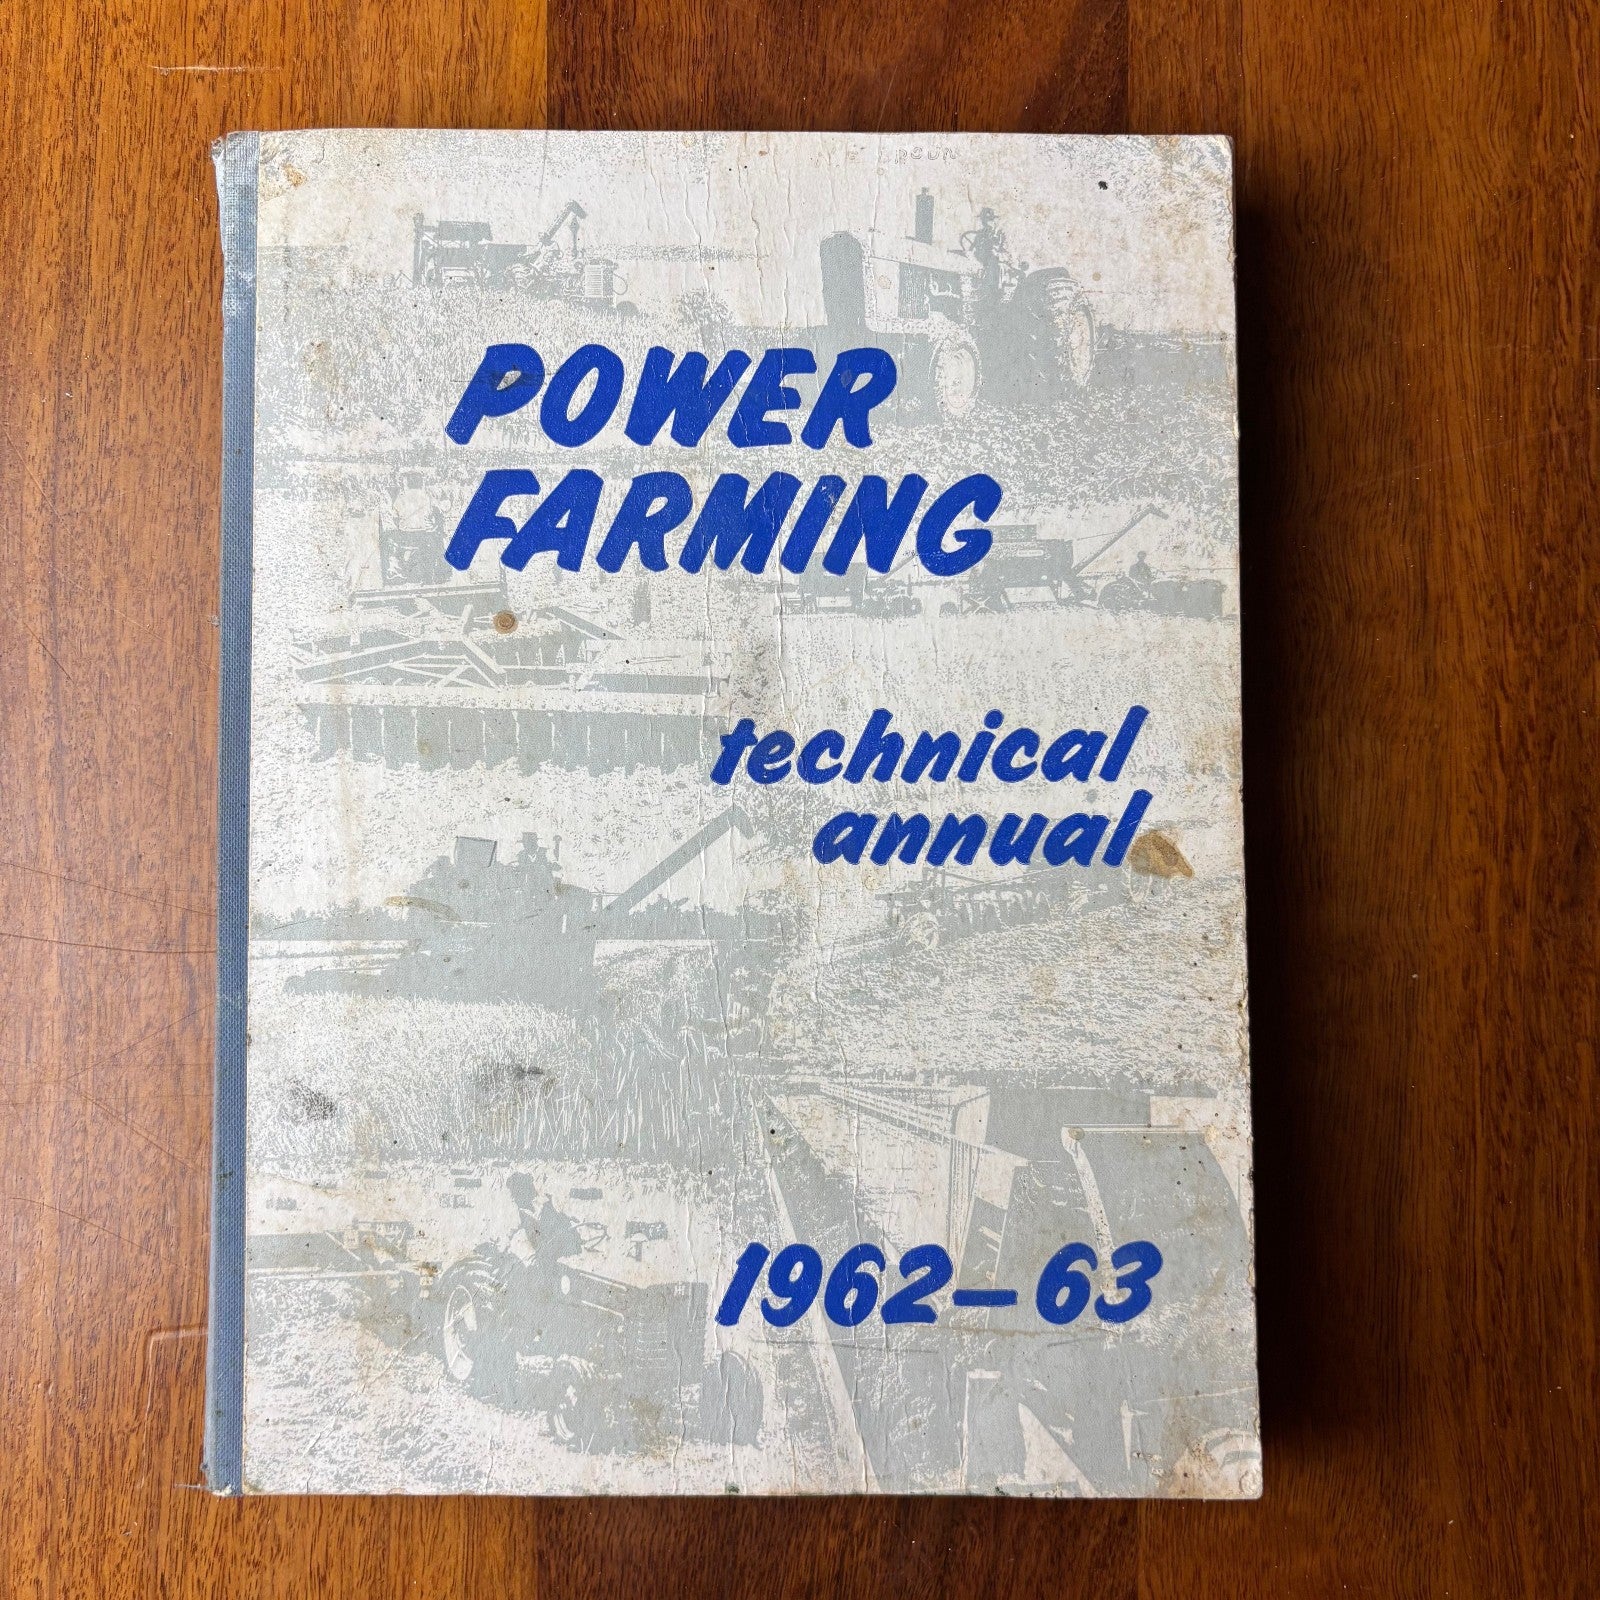 POWER
FARMING
technical
annual
1962–63